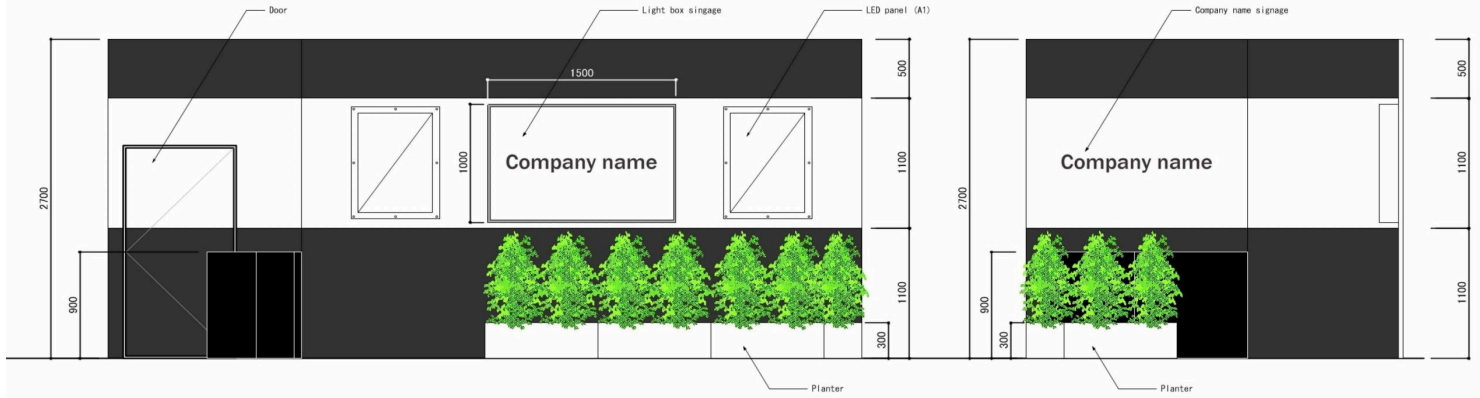 Door
Light box singage
LED panel (A1)
Company name signage
1500
500
500
1000
Company name
Company name
1100
1100
2700
2700
900
900
1100
1100
300
300
Planter
Planter